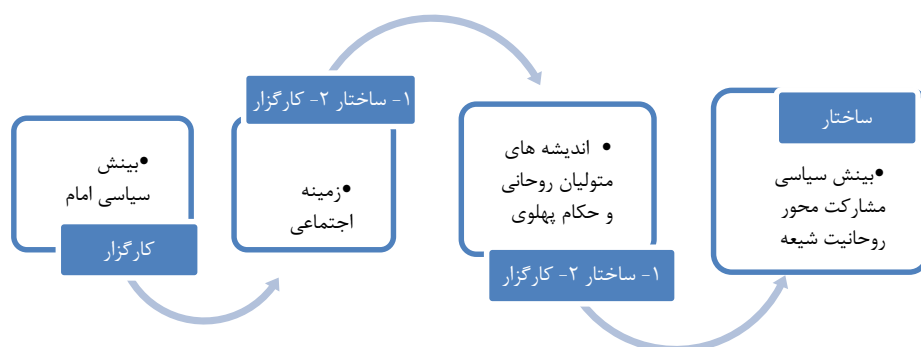 •بینش
سیاسی امام
کارگزار
۱- ساختار ۲- کارگزار
•زمینه
اجتماعی
• اندیشه های
متولیان روحانی
و حکام پهلوی
۱- ساختار ۲- کارگزار
ساختار
•بینش سیاسی
مشارکت محور
روحانیت شیعه